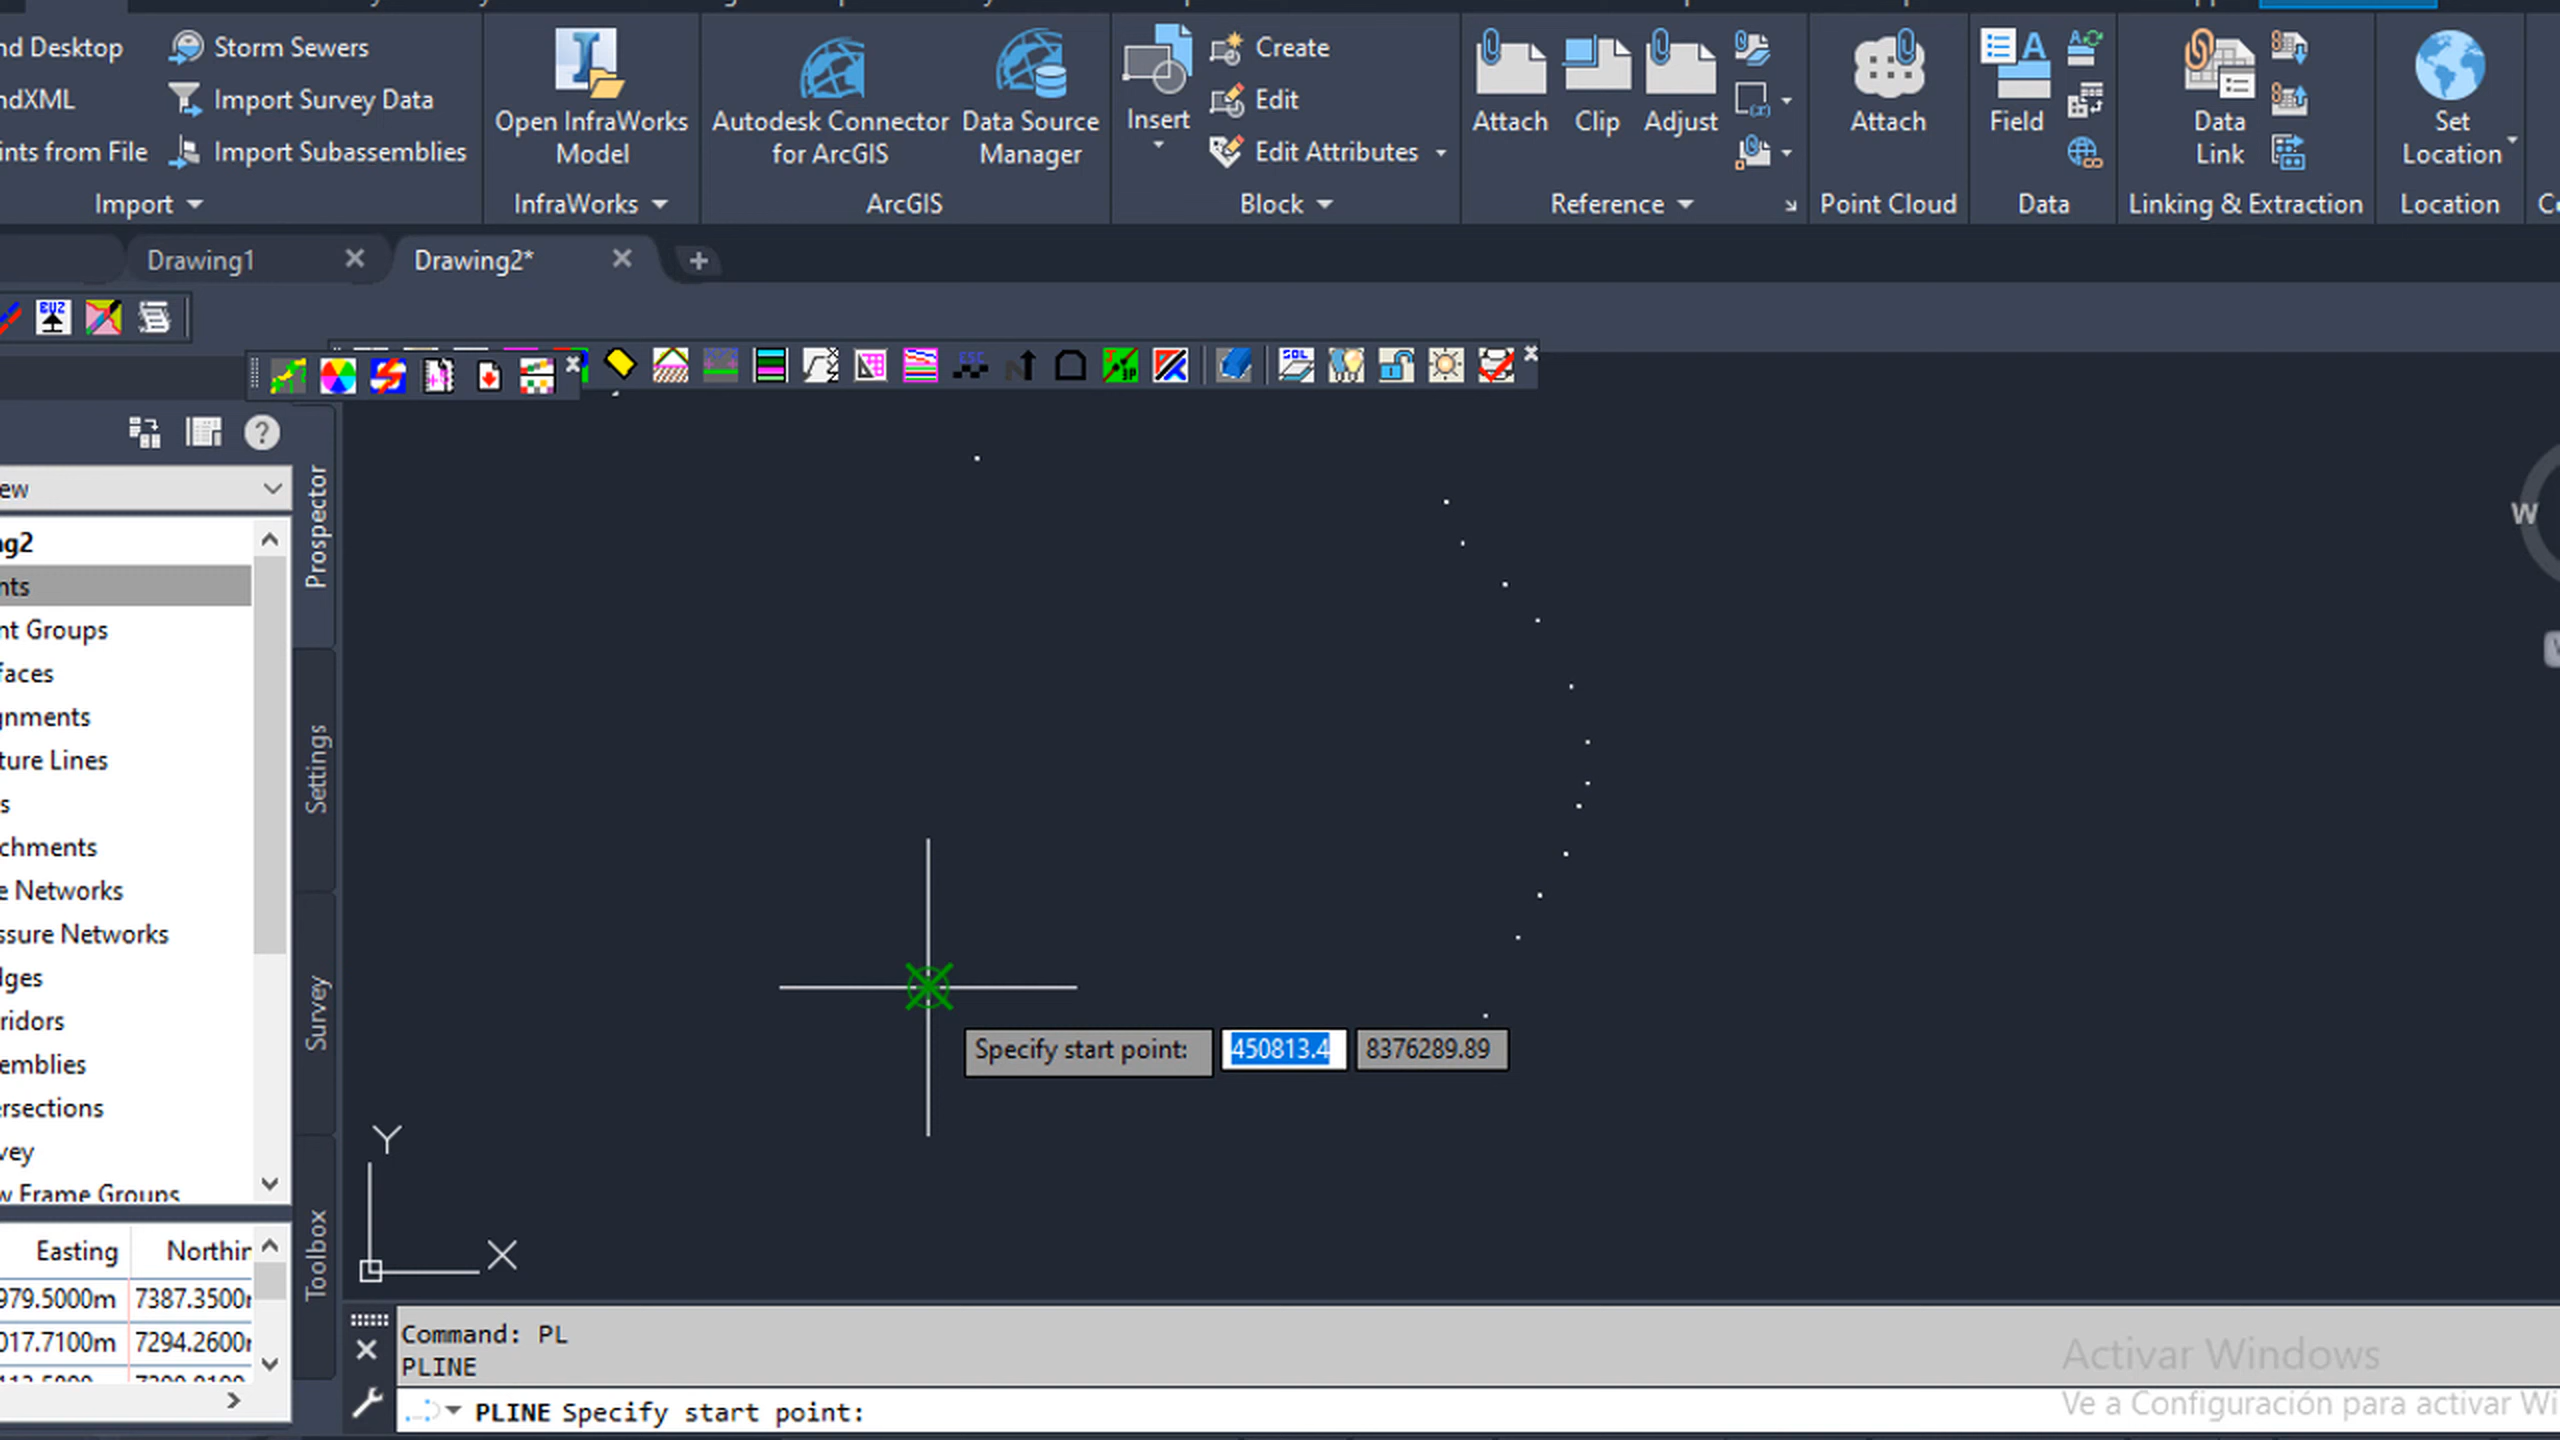 nd Desktop
Storm Sewers
ndXML
Import Survey Data
ints from File
Import Subassemblies
Import
Open InfraWorks
Model
InfraWorks
Autodesk Connector
for ArcGIS
Data Source
Manager
ArcGIS
Insert
Create
Edit
Edit Attributes
Block
Attach
Clip
Adjust
Reference
Attach
Point Cloud
Field
Data
Data
Link
Linking & Extraction
Set
Location
Location
Drawing1
Drawing2*
ew
ng2
nts
nt Groups
faces
gnments
ture Lines
s
chments
e Networks
ssure Networks
dges
ridors
emblies
ersections
vey
w Frame Groups
Prospector
Settings
Survey
Toolbox
Easting
Northin
979.5000m
7387.3500
017.7100m
7294.2600
W
Specify start point:
450813.4
8376289.89
Y
X
Command: PL
PLINE
PLINE Specify start point:
Activar Windows
Ve a Configuración para activar Wi